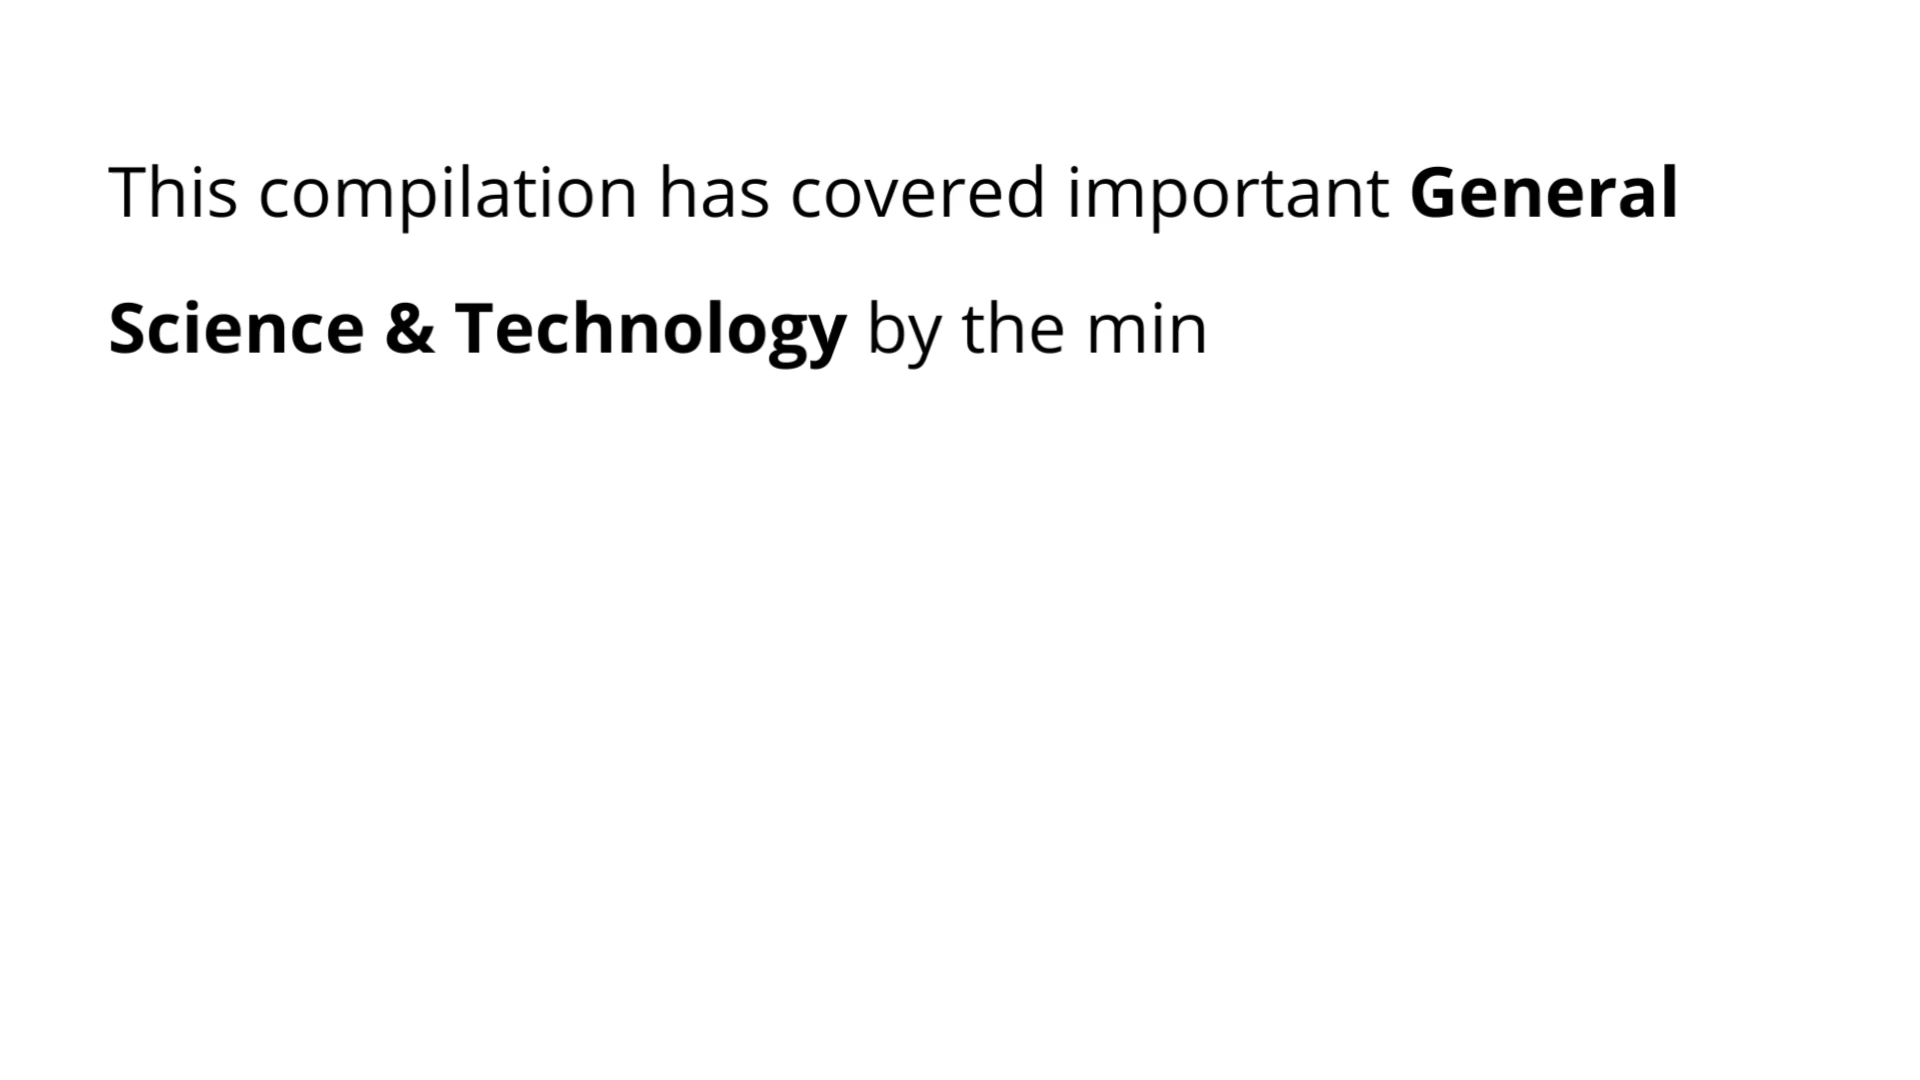 This compilation has covered important General
Science & Technology by the min